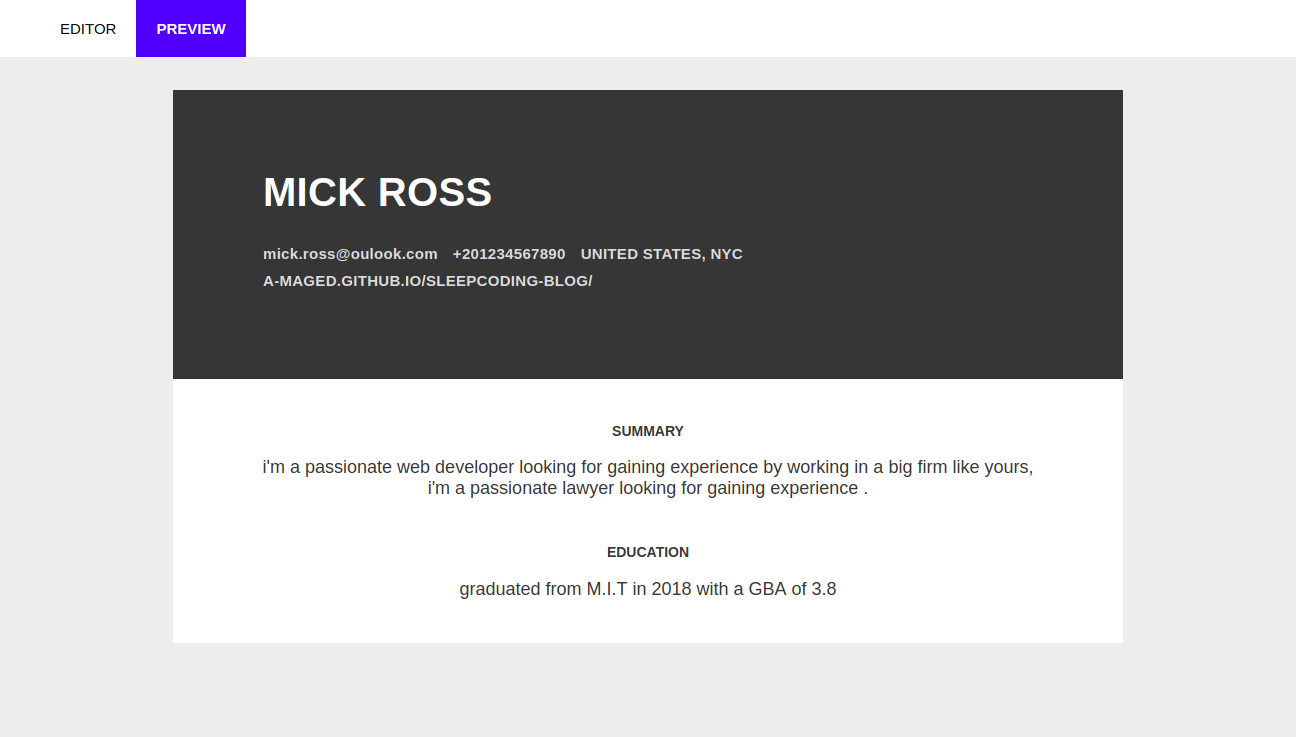 EDITOR PREVIEW
MICK ROSS
mick.ross@oulook.com +201234567890 UNITED STATES, NYC
A-MAGED.GITHUB.IO/SLEEPCODING-BLOG/
SUMMARY
i'm a passionate web developer looking for gaining experience by working in a big firm like yours,
i'm a passionate lawyer looking for gaining experience .
EDUCATION
graduated from M.I.T in 2018 with a GBA of 3.8